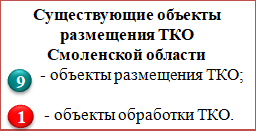 Существующие объекты
размещения ТКО
Смоленской области
9 - объекты размещения ТКО;
1 - объекты обработки ТКО.